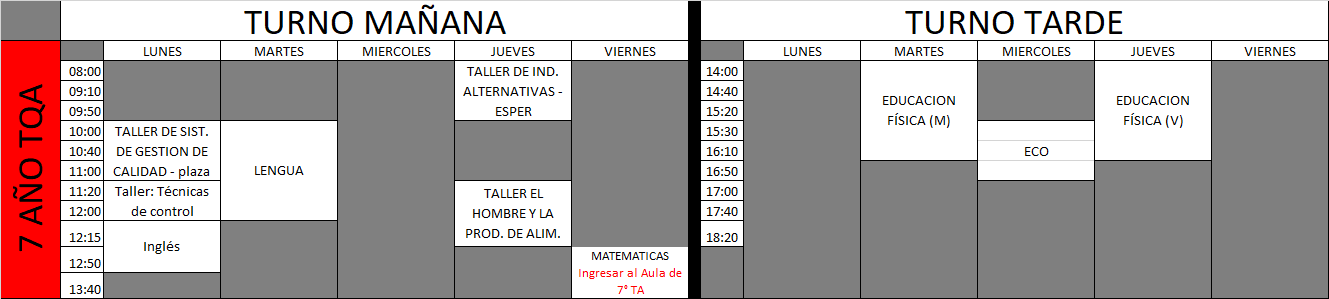 TURNO MAÑANA
TURNO TARDE
7 AÑO TQA
LUNES MARTES MIERCOLES JUEVES VIERNES
LUNES MARTES MIERCOLES JUEVES VIERNES
08:00
09:10
09:50
10:00
10:40
11:00
11:20
12:00
12:15
12:50
13:40
TALLER DE SIST.
DE GESTION DE
CALIDAD - plaza
Taller: Técnicas
de control
Inglés
LENGUA
TALLER DE IND.
ALTERNATIVAS -
ESPER
TALLER EL
HOMBRE Y LA
PROD. DE ALIM.
MATEMATICAS
Ingresar al Aula de
7° TA
14:00
14:40
15:20
15:30
16:10
16:50
17:00
17:40
18:20
EDUCACION
FÍSICA (M)
ECO
EDUCACION
FÍSICA (V)